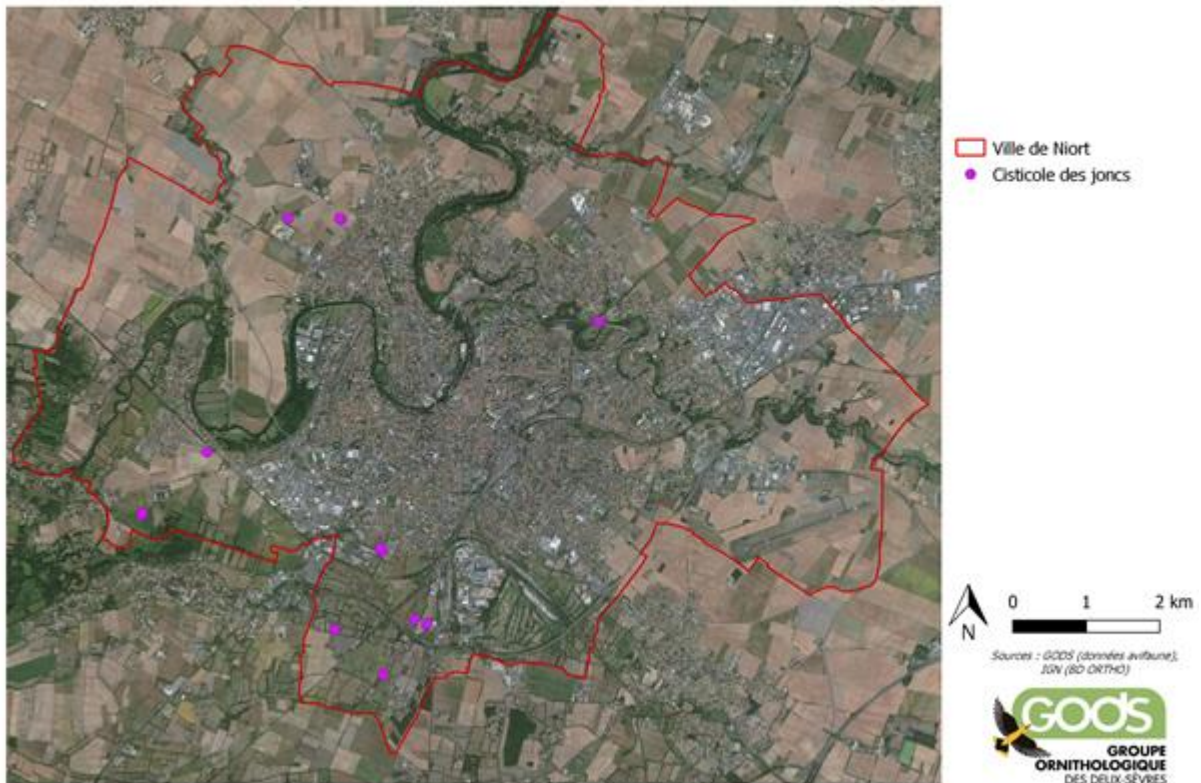 Ville de Niort
Cisticole des joncs
0 1 2 km
N
Sources : GODS (données avifaune),
IGN (BD ORTHO)
GODS
GROUPE
ORNITHOLOGIQUE
DES DEUX-SÈVRES